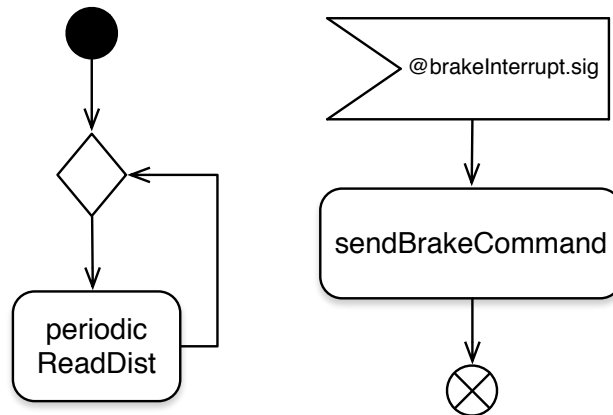 @brakeInterrupt.sig
sendBrakeCommand
periodic
ReadDist